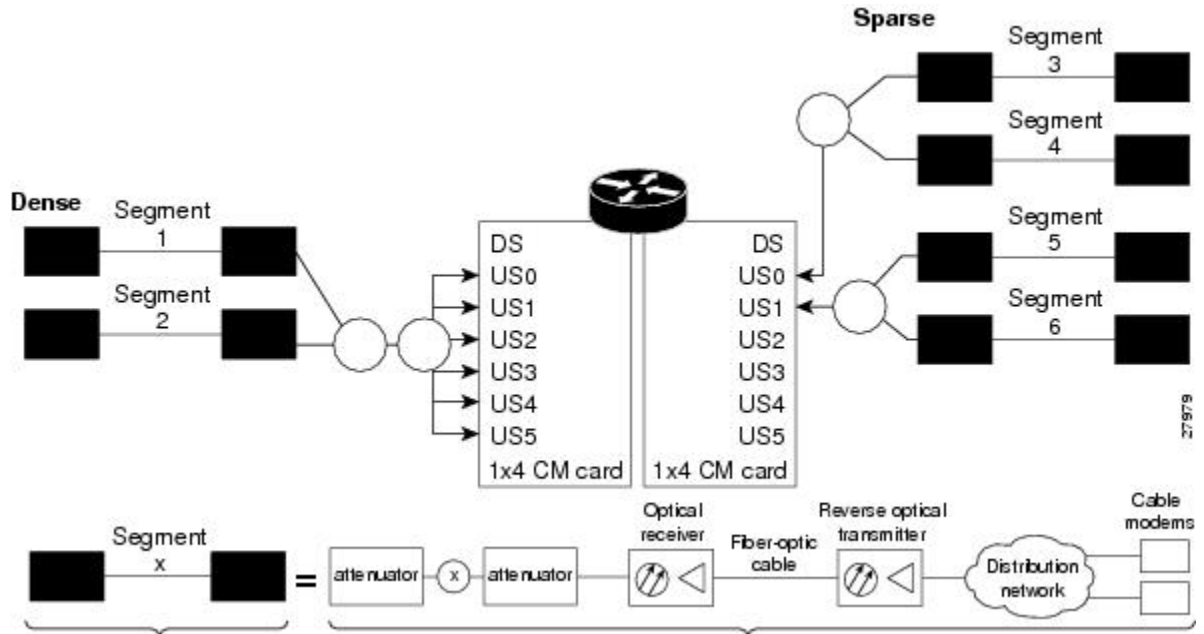 Sparse
Segment
3
Segment
4
Dense
Segment
1
Segment
2
Segment
5
Segment
6
DS
US0
US1
US2
US3
US4
US5
1x4 CM card
DS
US0
US1
US2
US3
US4
US5
1x4 CM card
27979
Segment
x
=
attenuator
x
attenuator
Optical
receiver
Fiber-optic
cable
Reverse optical
transmitter
Distribution
network
Cable
modems